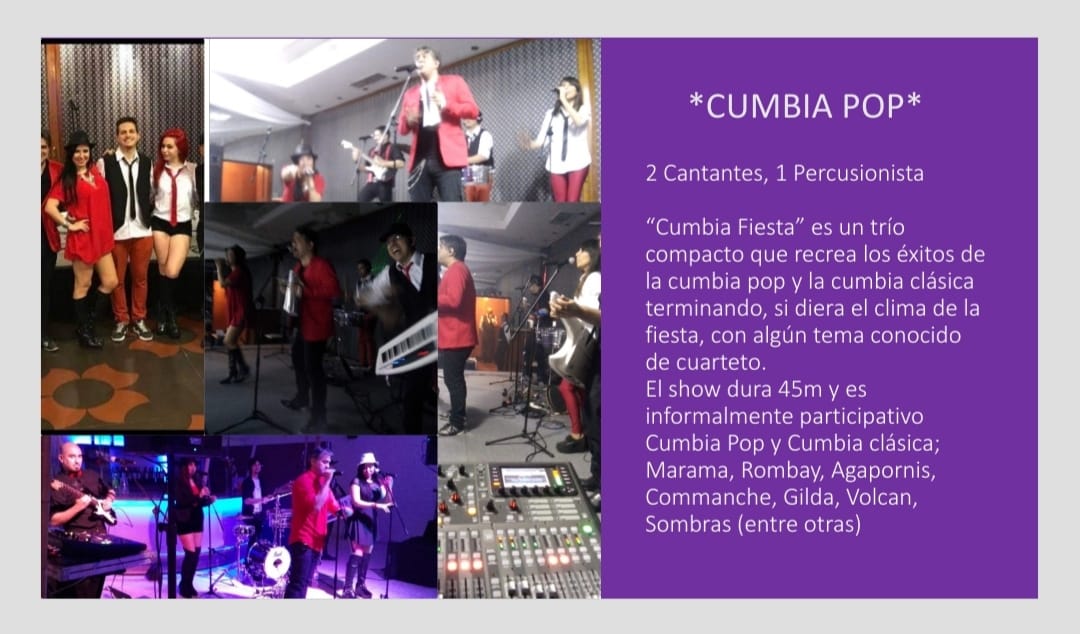 *CUMBIA POP*
2 Cantantes, 1 Percusionista
“Cumbia Fiesta” es un trío
compacto que recrea los éxitos de
la cumbia pop y la cumbia clásica
terminando, si diera el clima de la
fiesta, con algún tema conocido
de cuarteto.
El show dura 45m y es
informalmente participativo
Cumbia Pop y Cumbia clásica;
Marama, Rombay, Agapornis,
Commanche, Gilda, Volcan,
Sombras (entre otras)